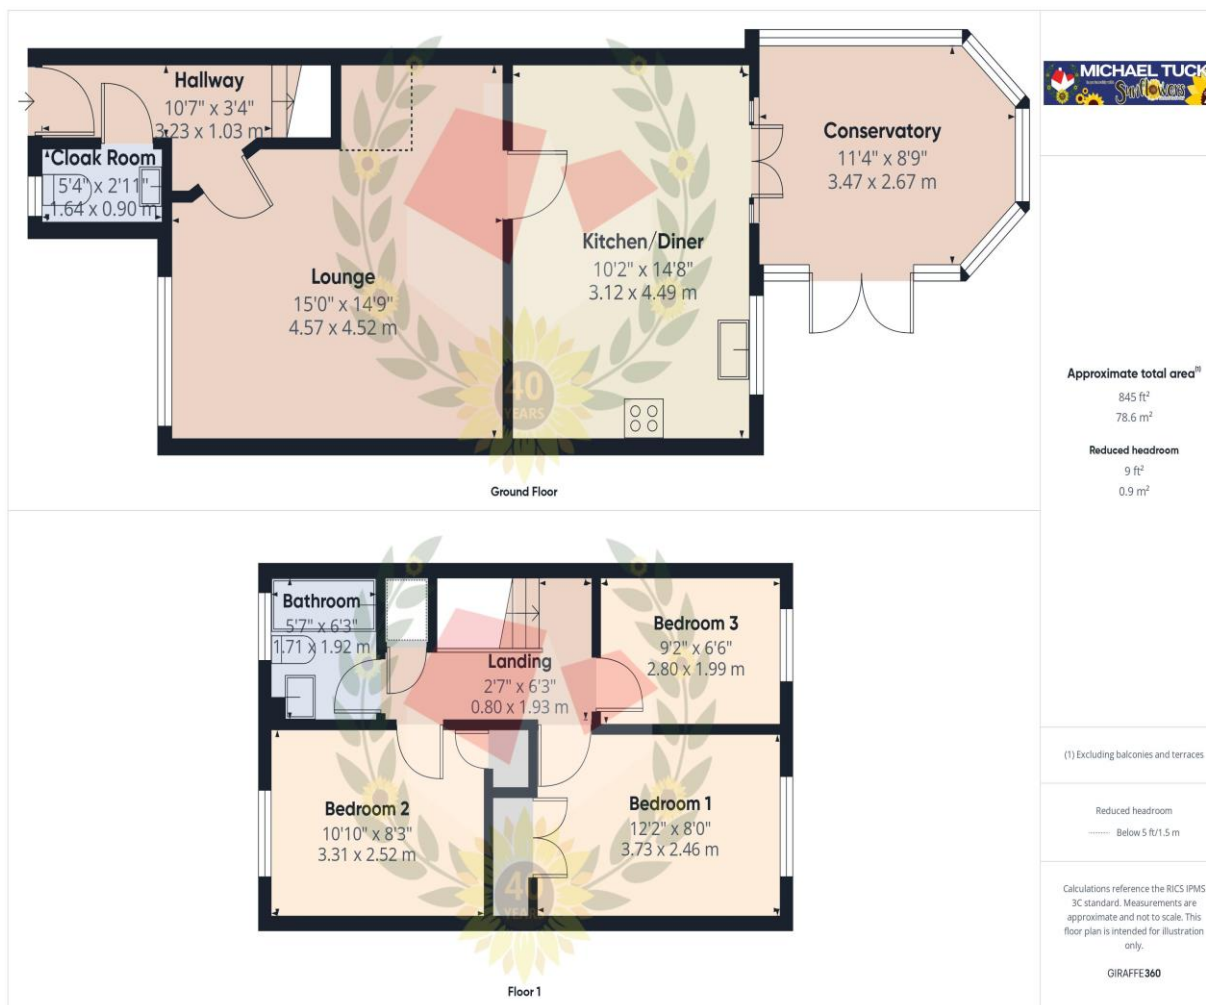 Hallway
10'7" x 3'4"
3.23 x 1.03 m
Cloak Room
5'4" x 2'11"
1.64 x 0.90 m
Lounge
15'0" x 14'9"
4.57 x 4.52 m
Kitchen/Diner
10'2" x 14'8"
3.12 x 4.49 m
Conservatory
11'4" x 8'9"
3.47 x 2.67 m
40
YEARS
Ground Floor
Bathroom
5'7" x 6'3"
1.71 x 1.92 m
Landing
2'7" x 6'3"
0.80 x 1.93 m
Bedroom 3
9'2" x 6'6"
2.80 x 1.99 m
Bedroom 2
10'10" x 8'3"
3.31 x 2.52 m
Bedroom 1
12'2" x 8'0"
3.73 x 2.46 m
40
YEARS
Floor 1
MICHAEL TUCK
Sunflowers
Approximate total area(1)
845 ft²
78.6 m²
Reduced headroom
9 ft²
0.9 m²
(1) Excluding balconies and terraces
Reduced headroom
Below 5 ft/1.5 m
Calculations reference the RICS IPMS
3C standard. Measurements are
approximate and not to scale. This
floor plan is intended for illustration
only.
GIRAFFE360